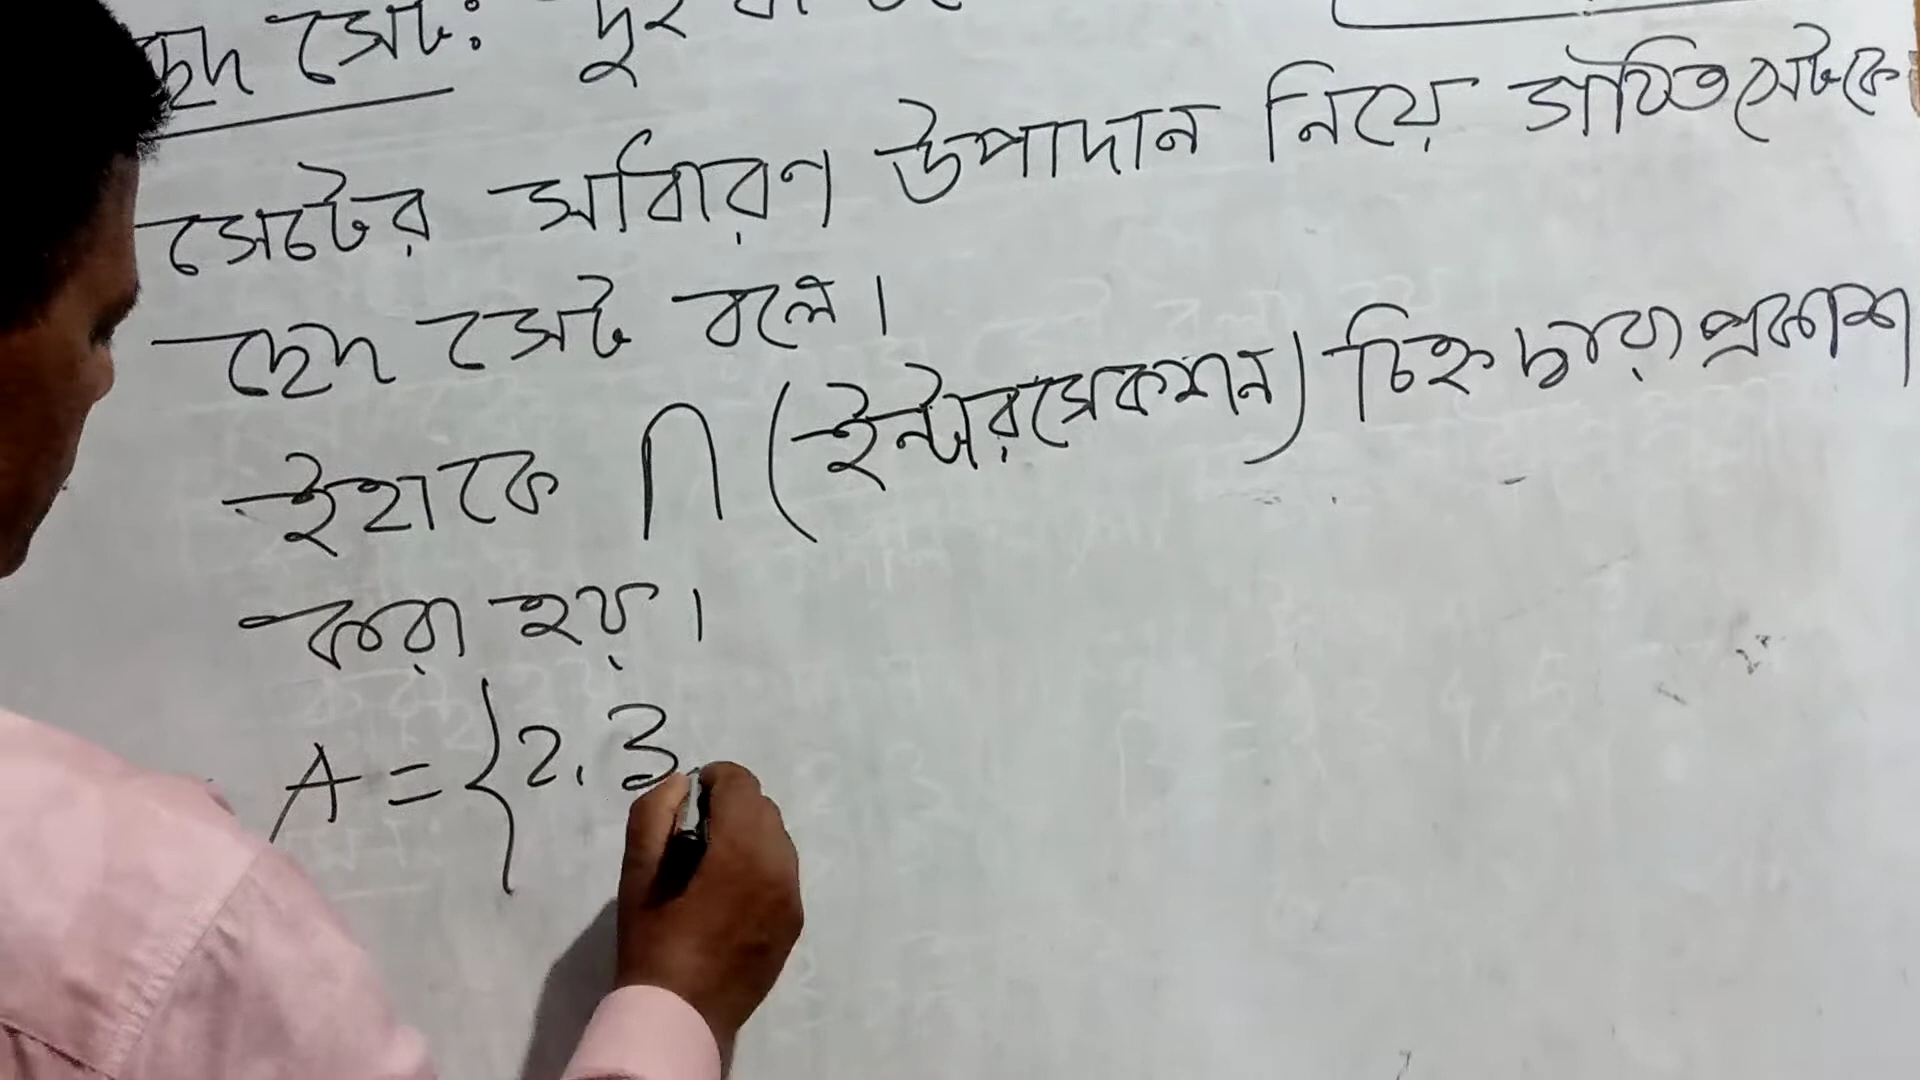 ছেদ সেট: দুই বা
সেটের সাধারণ উপাদান নিয়ে গঠিত সেটকে
ছেদ সেট বলে।
ইহাকে ∩ (ইন্টারসেকশন) চিহ্ন দ্বারা প্রকাশ
করা হয়।
A = {2, 3